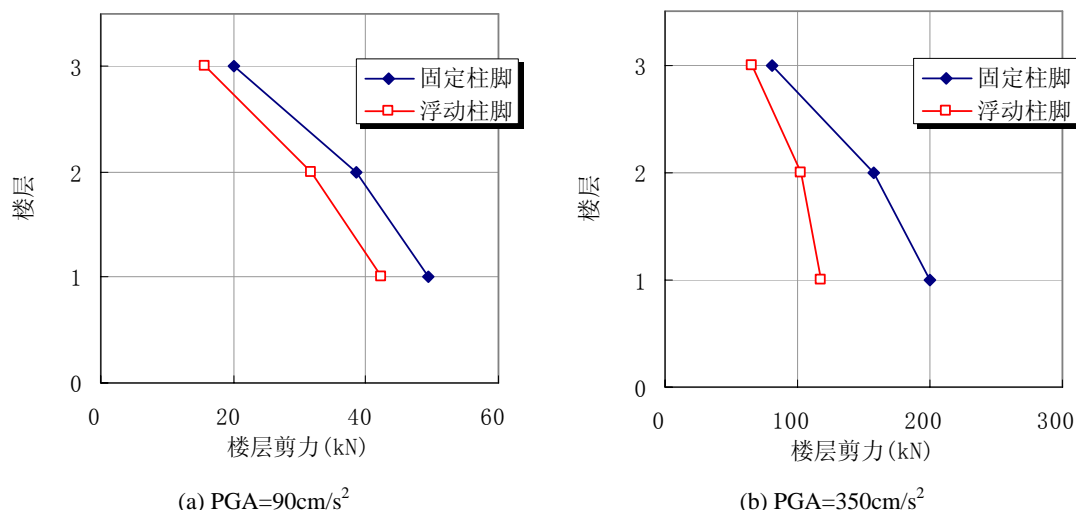 3
2
1
0
楼层
固定柱脚
浮动柱脚
0 20 40 60
楼层剪力(kN)
(a) PGA=90cm/s²
3
2
1
0
楼层
固定柱脚
浮动柱脚
0 100 200 300
楼层剪力(kN)
(b) PGA=350cm/s²